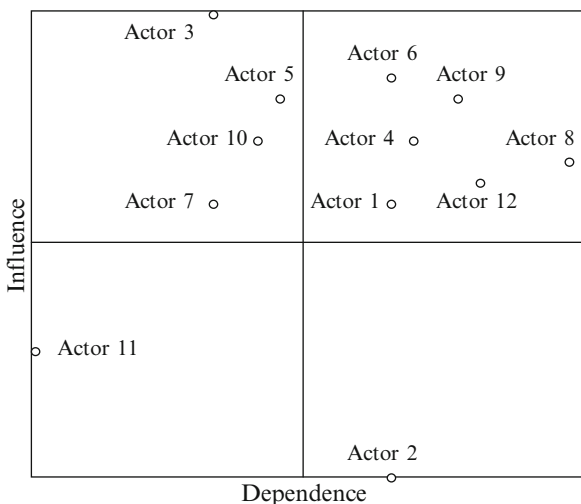 Actor 3
Actor 6
Actor 5
Actor 9
Actor 10
Actor 4
Actor 8
Actor 7
Actor 1
Actor 12
Influence
Actor 11
Actor 2
Dependence